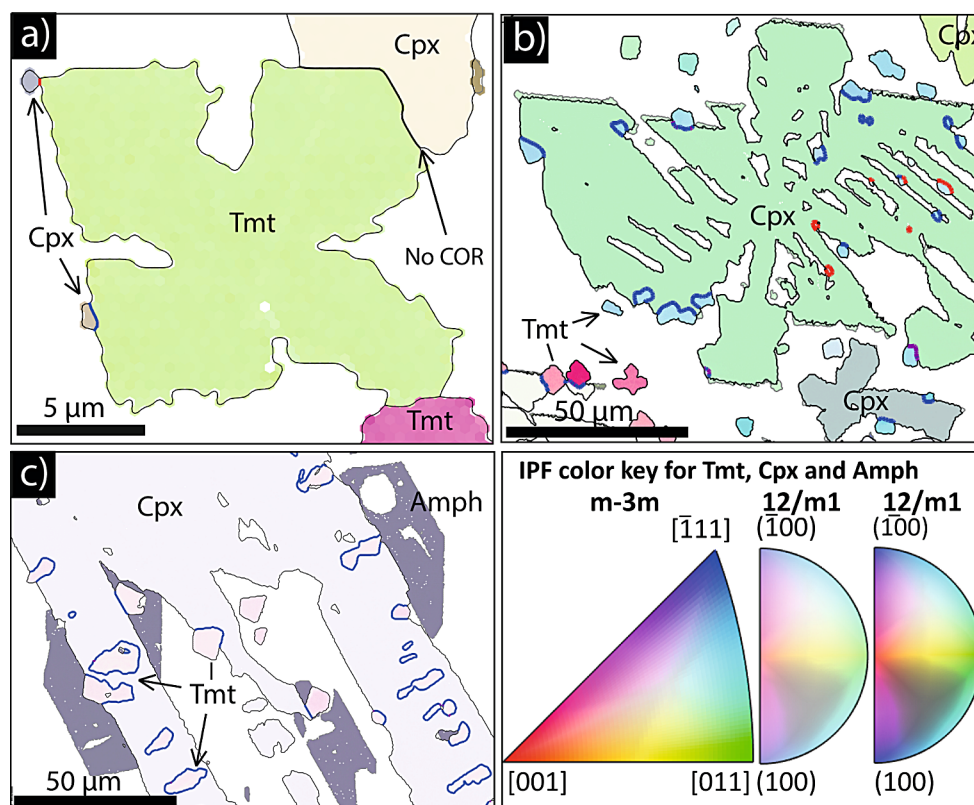 a)
Cpx
Tmt
Cpx
No COR
5 µm
Tmt
b)
Cpx
Cpx
Tmt
50 µm
Cpx
c)
Cpx
Amph
Tmt
50 µm
IPF color key for Tmt, Cpx and Amph
m-3m 12/m1 12/m1
[1̅11] (1̅00) (1̅00)
[001] [011] (100) (100)